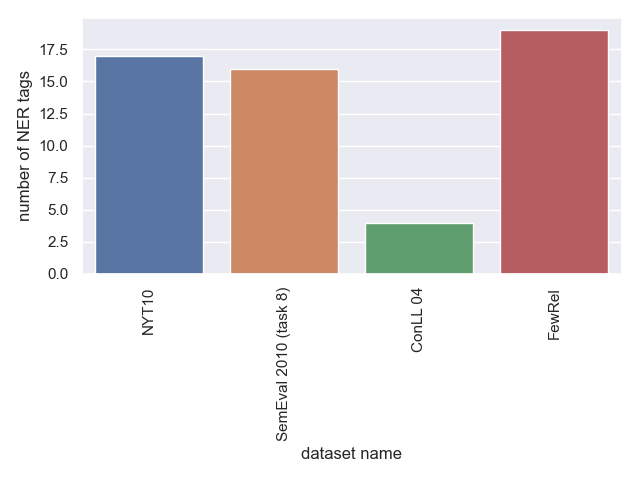 number of NER tags
17.5
15.0
12.5
10.0
7.5
5.0
2.5
0.0
NYT10
SemEval 2010 (task 8)
ConLL 04
FewRel
dataset name